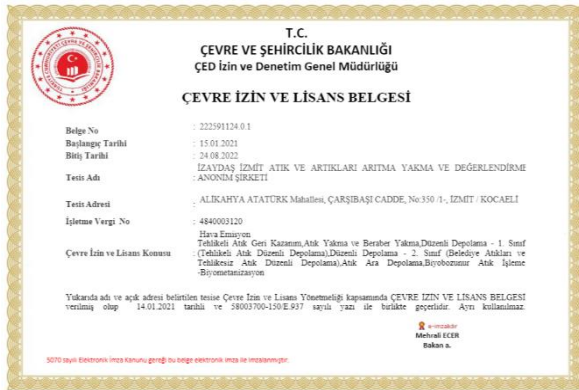 T.C.
ÇEVRE VE ŞEHİRCİLİK BAKANLIĞI
ÇED İzin ve Denetim Genel Müdürlüğü
ÇEVRE İZİN VE LİSANS BELGESİ
Belge No : 222591124.0.1
Başlangıç Tarihi : 15.01.2021
Bitiş Tarihi : 24.08.2022
İZAYDAŞ İZMİT ATIK VE ARTIKLARI ARITMA YAKMA VE DEĞERLENDİRME
Tesis Adı : ANONİM ŞİRKETİ
Tesis Adresi : ALİKAHYA ATATÜRK Mahallesi, ÇARŞIBAŞI CADDE, No:350 /1-, İZMİT / KOCAELİ
İşletme Vergi No : 4840003120
Hava Emisyon
Tehlikeli Atık Geri Kazanım,Atık Yakma ve Beraber Yakma,Düzenli Depolama - 1. Sınıf
Çevre İzin ve Lisans Konusu : (Tehlikeli Atık Düzenli Depolama),Düzenli Depolama - 2. Sınıf (Belediye Atıkları ve
Tehlikesiz Atık Düzenli Depolama),Atık Ara Depolama,Biyobozunur Atık İşleme
-Biyometanizasyon
Yukarıda adı ve açık adresi belirtilen tesise Çevre İzin ve Lisans Yönetmeliği kapsamında ÇEVRE İZİN VE LİSANS BELGESİ
verilmiş olup 14.01.2021 tarihli ve 58003700-150/E.937 sayılı yazı ile birlikte geçerlidir. Ayrı kullanılmaz.
e-imzalıdır
Mehrali ECER
Bakan a.
5070 sayılı Elektronik İmza Kanunu gereği bu belge elektronik imza ile imzalanmıştır.